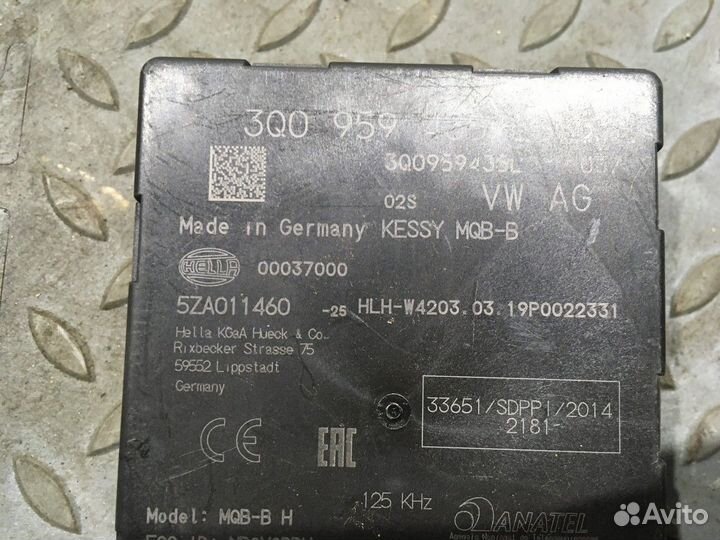 3Q0 959
3Q0959435L
02S VW AG
Made in Germany KESSY MQB-B
HELLA 00037000
5ZA011460 -25 HLH-W4203.03.19P0022331
Hella KGaA Hueck & Co.
Rixbecker Strasse 75
59552 Lippstadt
Germany
33651/SDPPI/2014
2181-
CE EAC
125 KHz
Model: MQB-B H
ANATEL
Avito